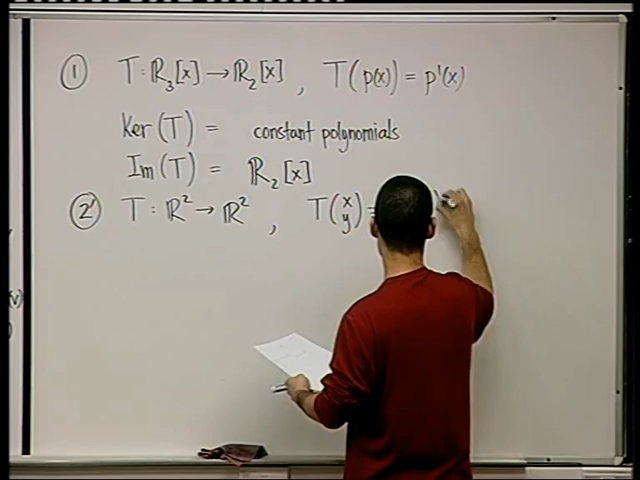 ① T : ℝ₃[x] → ℝ₂[x] , T(p(x)) = p'(x)
Ker(T) = constant polynomials
Im(T) = ℝ₂[x]
②' T : ℝ² → ℝ² , T(x y) =
(v)